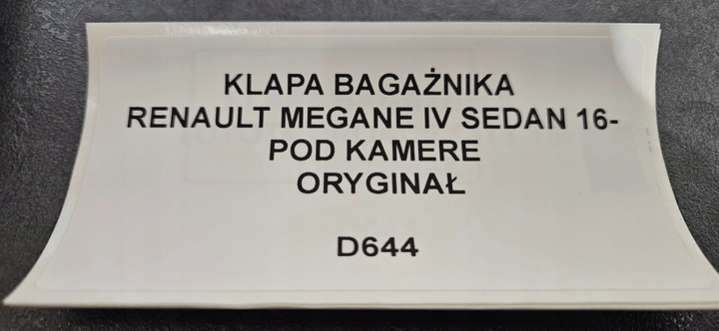 KLAPA BAGAŻNIKA
RENAULT MEGANE IV SEDAN 16-
POD KAMERE
ORYGINAŁ
D644